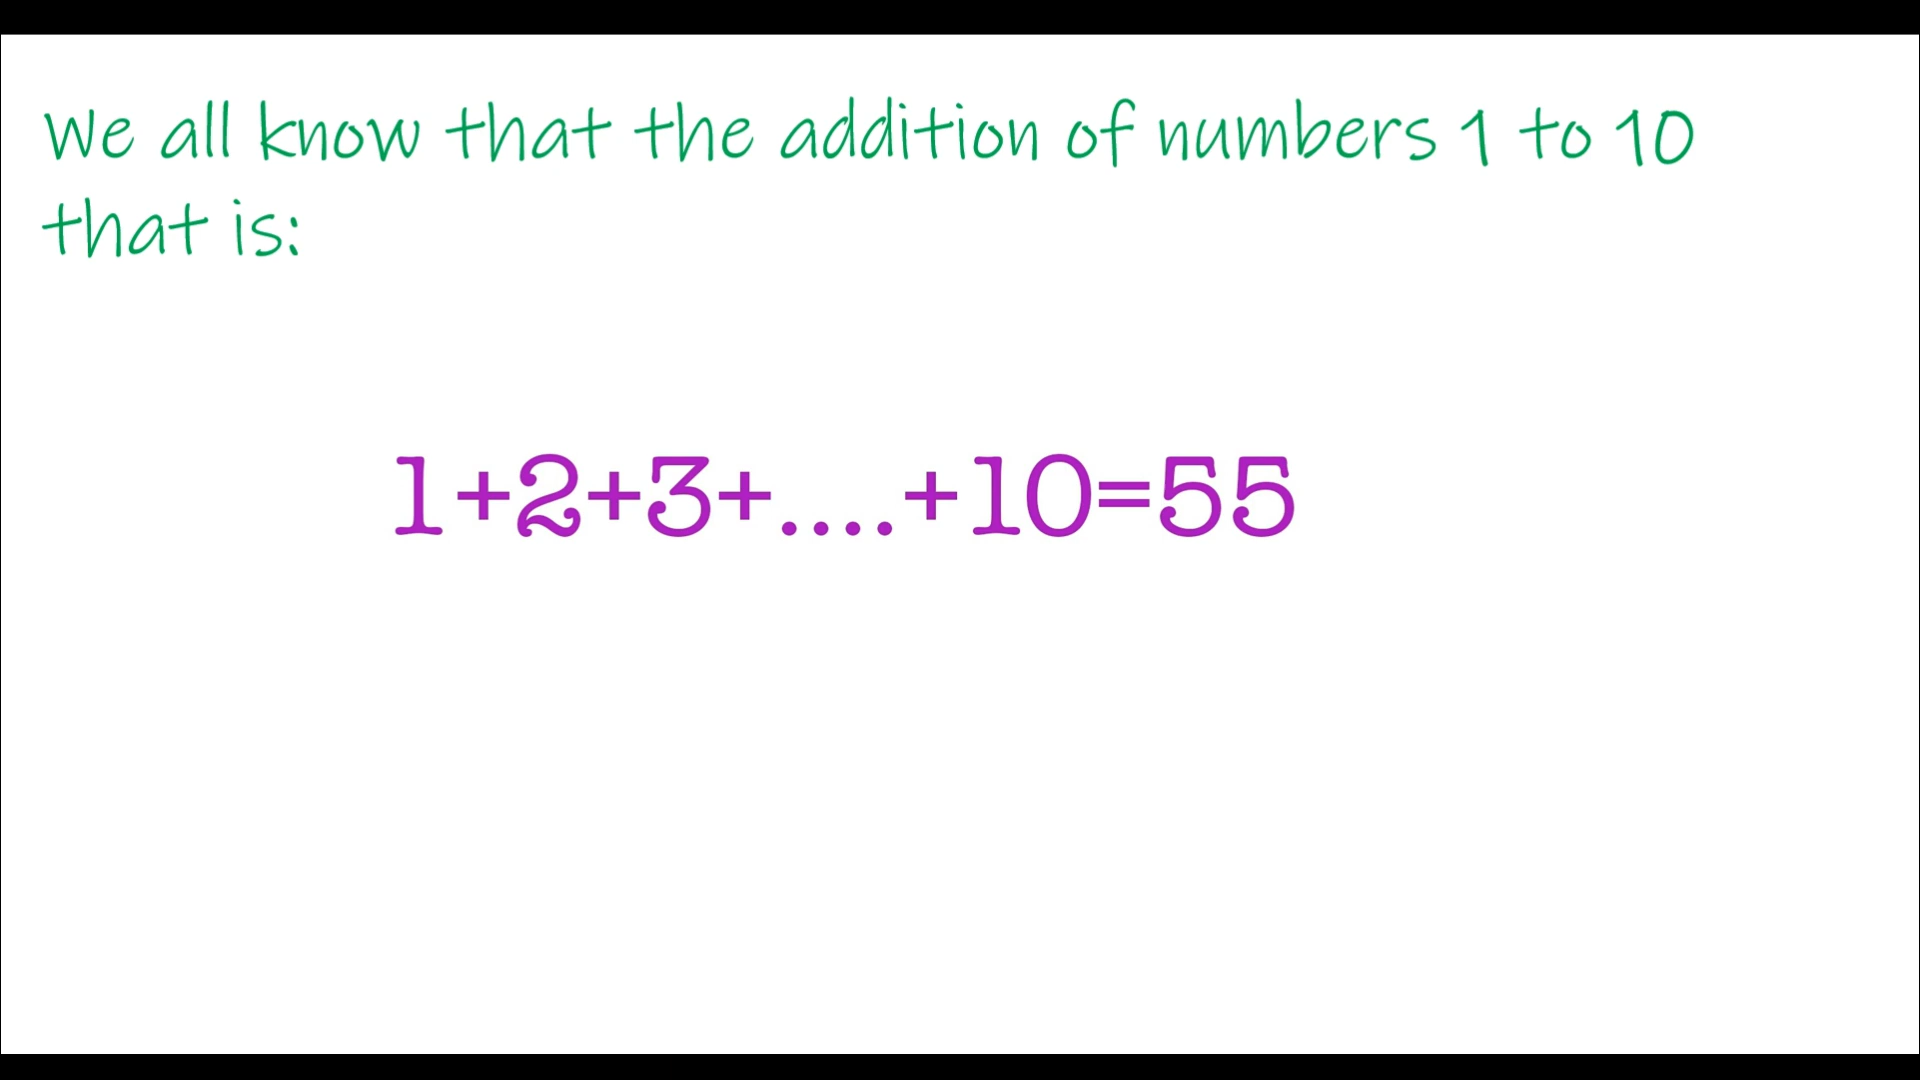 We all know that the addition of numbers 1 to 10
that is:
1+2+3+....+10=55